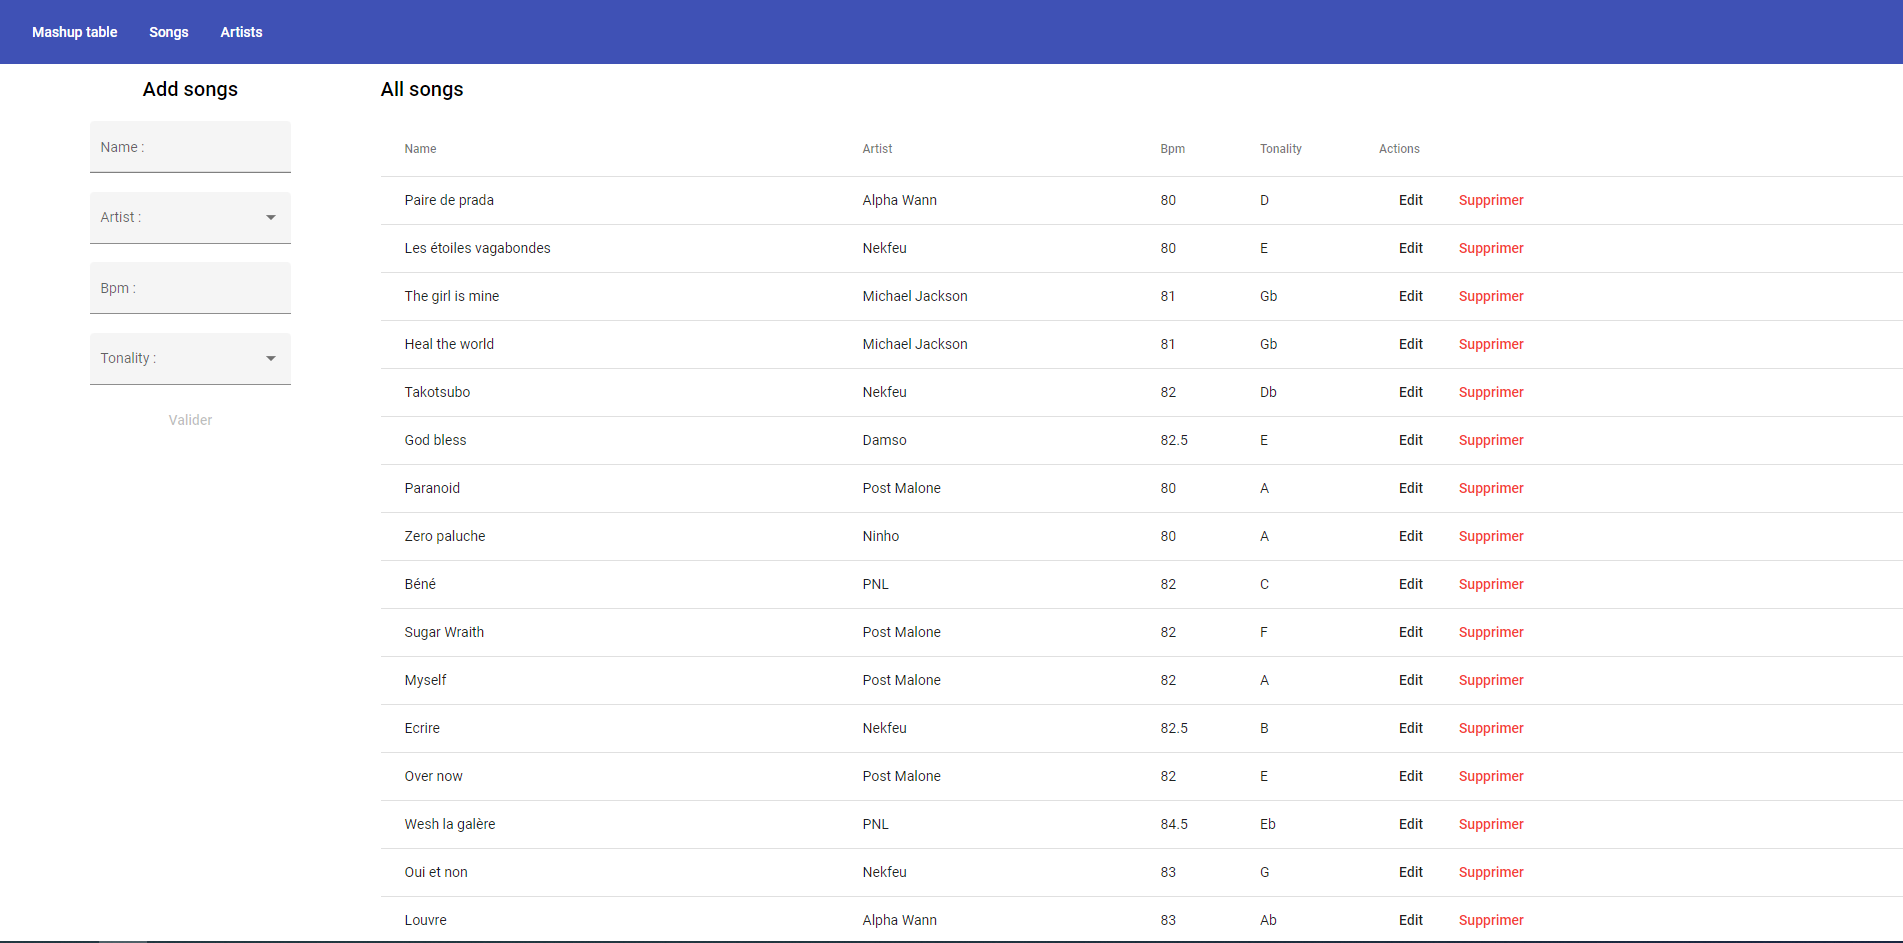 Mashup table Songs Artists
Add songs
Name :
Artist :
Bpm :
Tonality :
Valider
All songs
Name Artist Bpm Tonality Actions
Paire de prada Alpha Wann 80 D Edit Supprimer
Les étoiles vagabondes Nekfeu 80 E Edit Supprimer
The girl is mine Michael Jackson 81 Gb Edit Supprimer
Heal the world Michael Jackson 81 Gb Edit Supprimer
Takotsubo Nekfeu 82 Db Edit Supprimer
God bless Damso 82.5 E Edit Supprimer
Paranoid Post Malone 80 A Edit Supprimer
Zero paluche Ninho 80 A Edit Supprimer
Béné PNL 82 C Edit Supprimer
Sugar Wraith Post Malone 82 F Edit Supprimer
Myself Post Malone 82 A Edit Supprimer
Ecrire Nekfeu 82.5 B Edit Supprimer
Over now Post Malone 82 E Edit Supprimer
Wesh la galère PNL 84.5 Eb Edit Supprimer
Oui et non Nekfeu 83 G Edit Supprimer
Louvre Alpha Wann 83 Ab Edit Supprimer